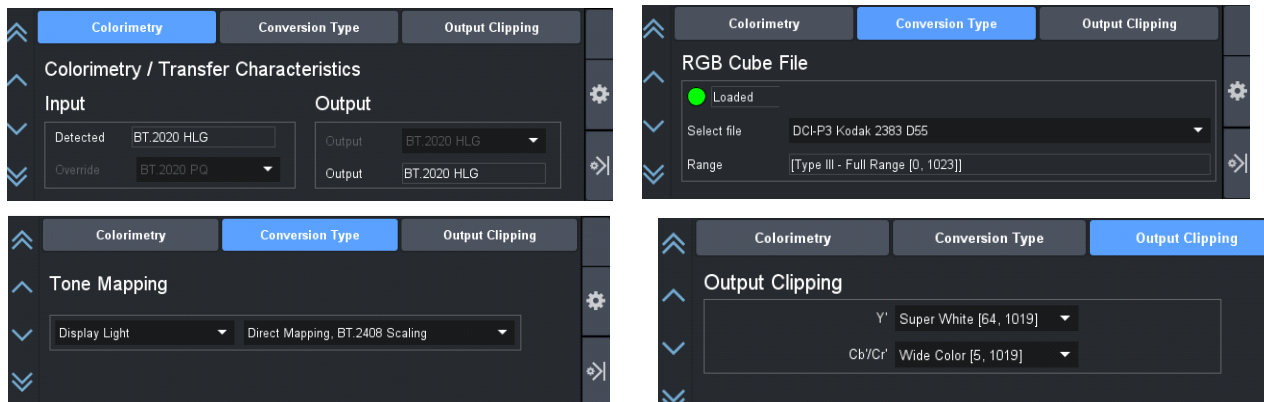 Colorimetry Conversion Type Output Clipping
Colorimetry / Transfer Characteristics
Input Output
Detected BT.2020 HLG Output BT.2020 HLG
Override BT.2020 PQ Output BT.2020 HLG
Colorimetry Conversion Type Output Clipping
RGB Cube File
Loaded
Select file DCI-P3 Kodak 2383 D55
Range [Type III - Full Range [0, 1023]]
Colorimetry Conversion Type Output Clipping
Tone Mapping
Display Light Direct Mapping, BT.2408 Scaling
Colorimetry Conversion Type Output Clipping
Output Clipping
Y' Super White [64, 1019]
Cb'/Cr' Wide Color [5, 1019]